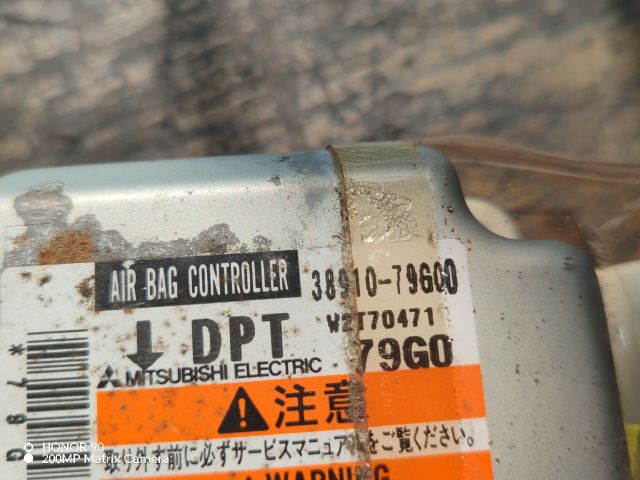 AIR BAG CONTROLLER 38910-79G00
DPT W2T70471
MITSUBISHI ELECTRIC 79G0
注意
取り付け前に必ずサービスマニュアルをご覧ください。
WARNING
HONOR 90
200MP Matrix Camera